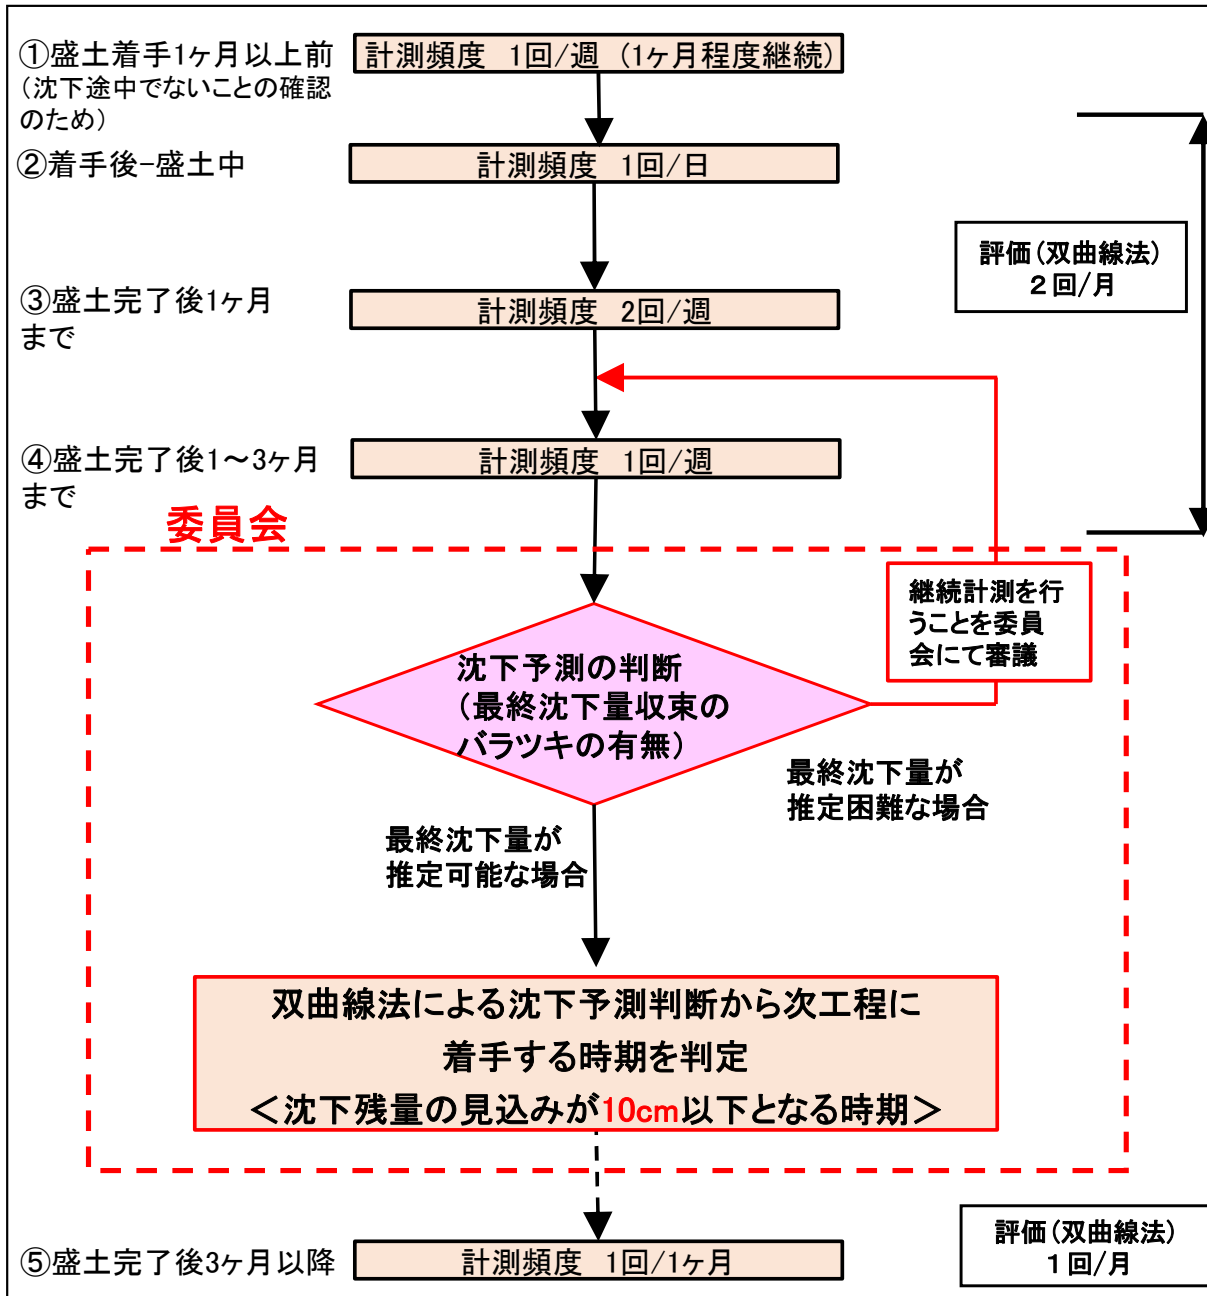 ①盛土着手1ヶ月以上前
(沈下途中でないことの確認
のため)
計測頻度 1回/週 (1ヶ月程度継続)
②着手後-盛土中
計測頻度 1回/日
評価(双曲線法)
2回/月
③盛土完了後1ヶ月
まで
計測頻度 2回/週
④盛土完了後1～3ヶ月
まで
計測頻度 1回/週
委員会
継続計測を行
うことを委員
会にて審議
沈下予測の判断
(最終沈下量収束の
バラツキの有無)
最終沈下量が
推定困難な場合
最終沈下量が
推定可能な場合
双曲線法による沈下予測判断から次工程に
着手する時期を判定
＜沈下残量の見込みが10cm以下となる時期＞
⑤盛土完了後3ヶ月以降
計測頻度 1回/1ヶ月
評価(双曲線法)
1回/月